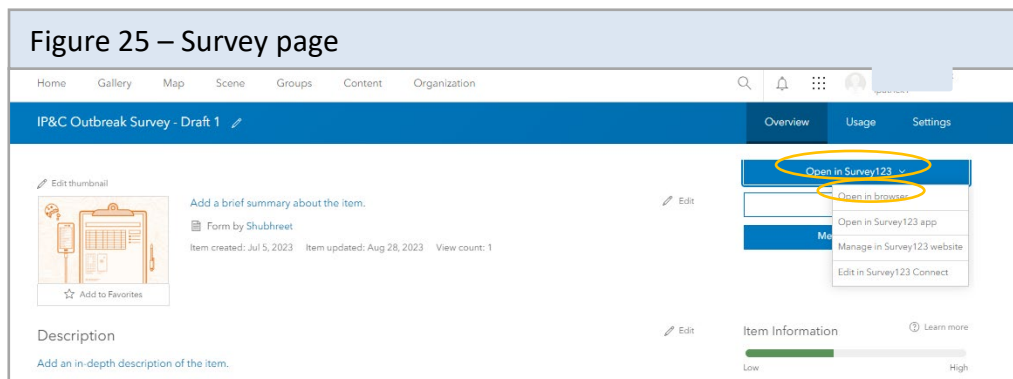 Figure 25 – Survey page
Home Gallery Map Scene Groups Content Organization
IP&C Outbreak Survey - Draft 1 Overview Usage Settings
Edit thumbnail
Open in Survey123
Add a brief summary about the item. Edit
Open in browser
Form by Shubhreet
Open in Survey123 app
Item created: Jul 5, 2023 Item updated: Aug 28, 2023 View count: 1
Me
Manage in Survey123 website
Edit in Survey123 Connect
Add to Favorites
Description Edit
Item Information Learn more
Add an in-depth description of the item.
Low High